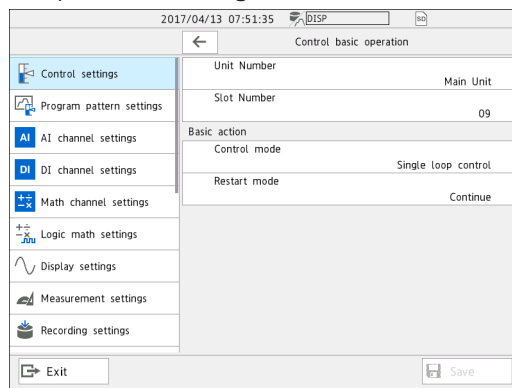 2017/04/13 07:51:35 DISP SD
Control basic operation
Control settings
Program pattern settings
AI AI channel settings
DI DI channel settings
Math channel settings
Logic math settings
Display settings
Measurement settings
Recording settings
Unit Number
Main Unit
Slot Number
09
Basic action
Control mode
Single loop control
Restart mode
Continue
Exit
Save